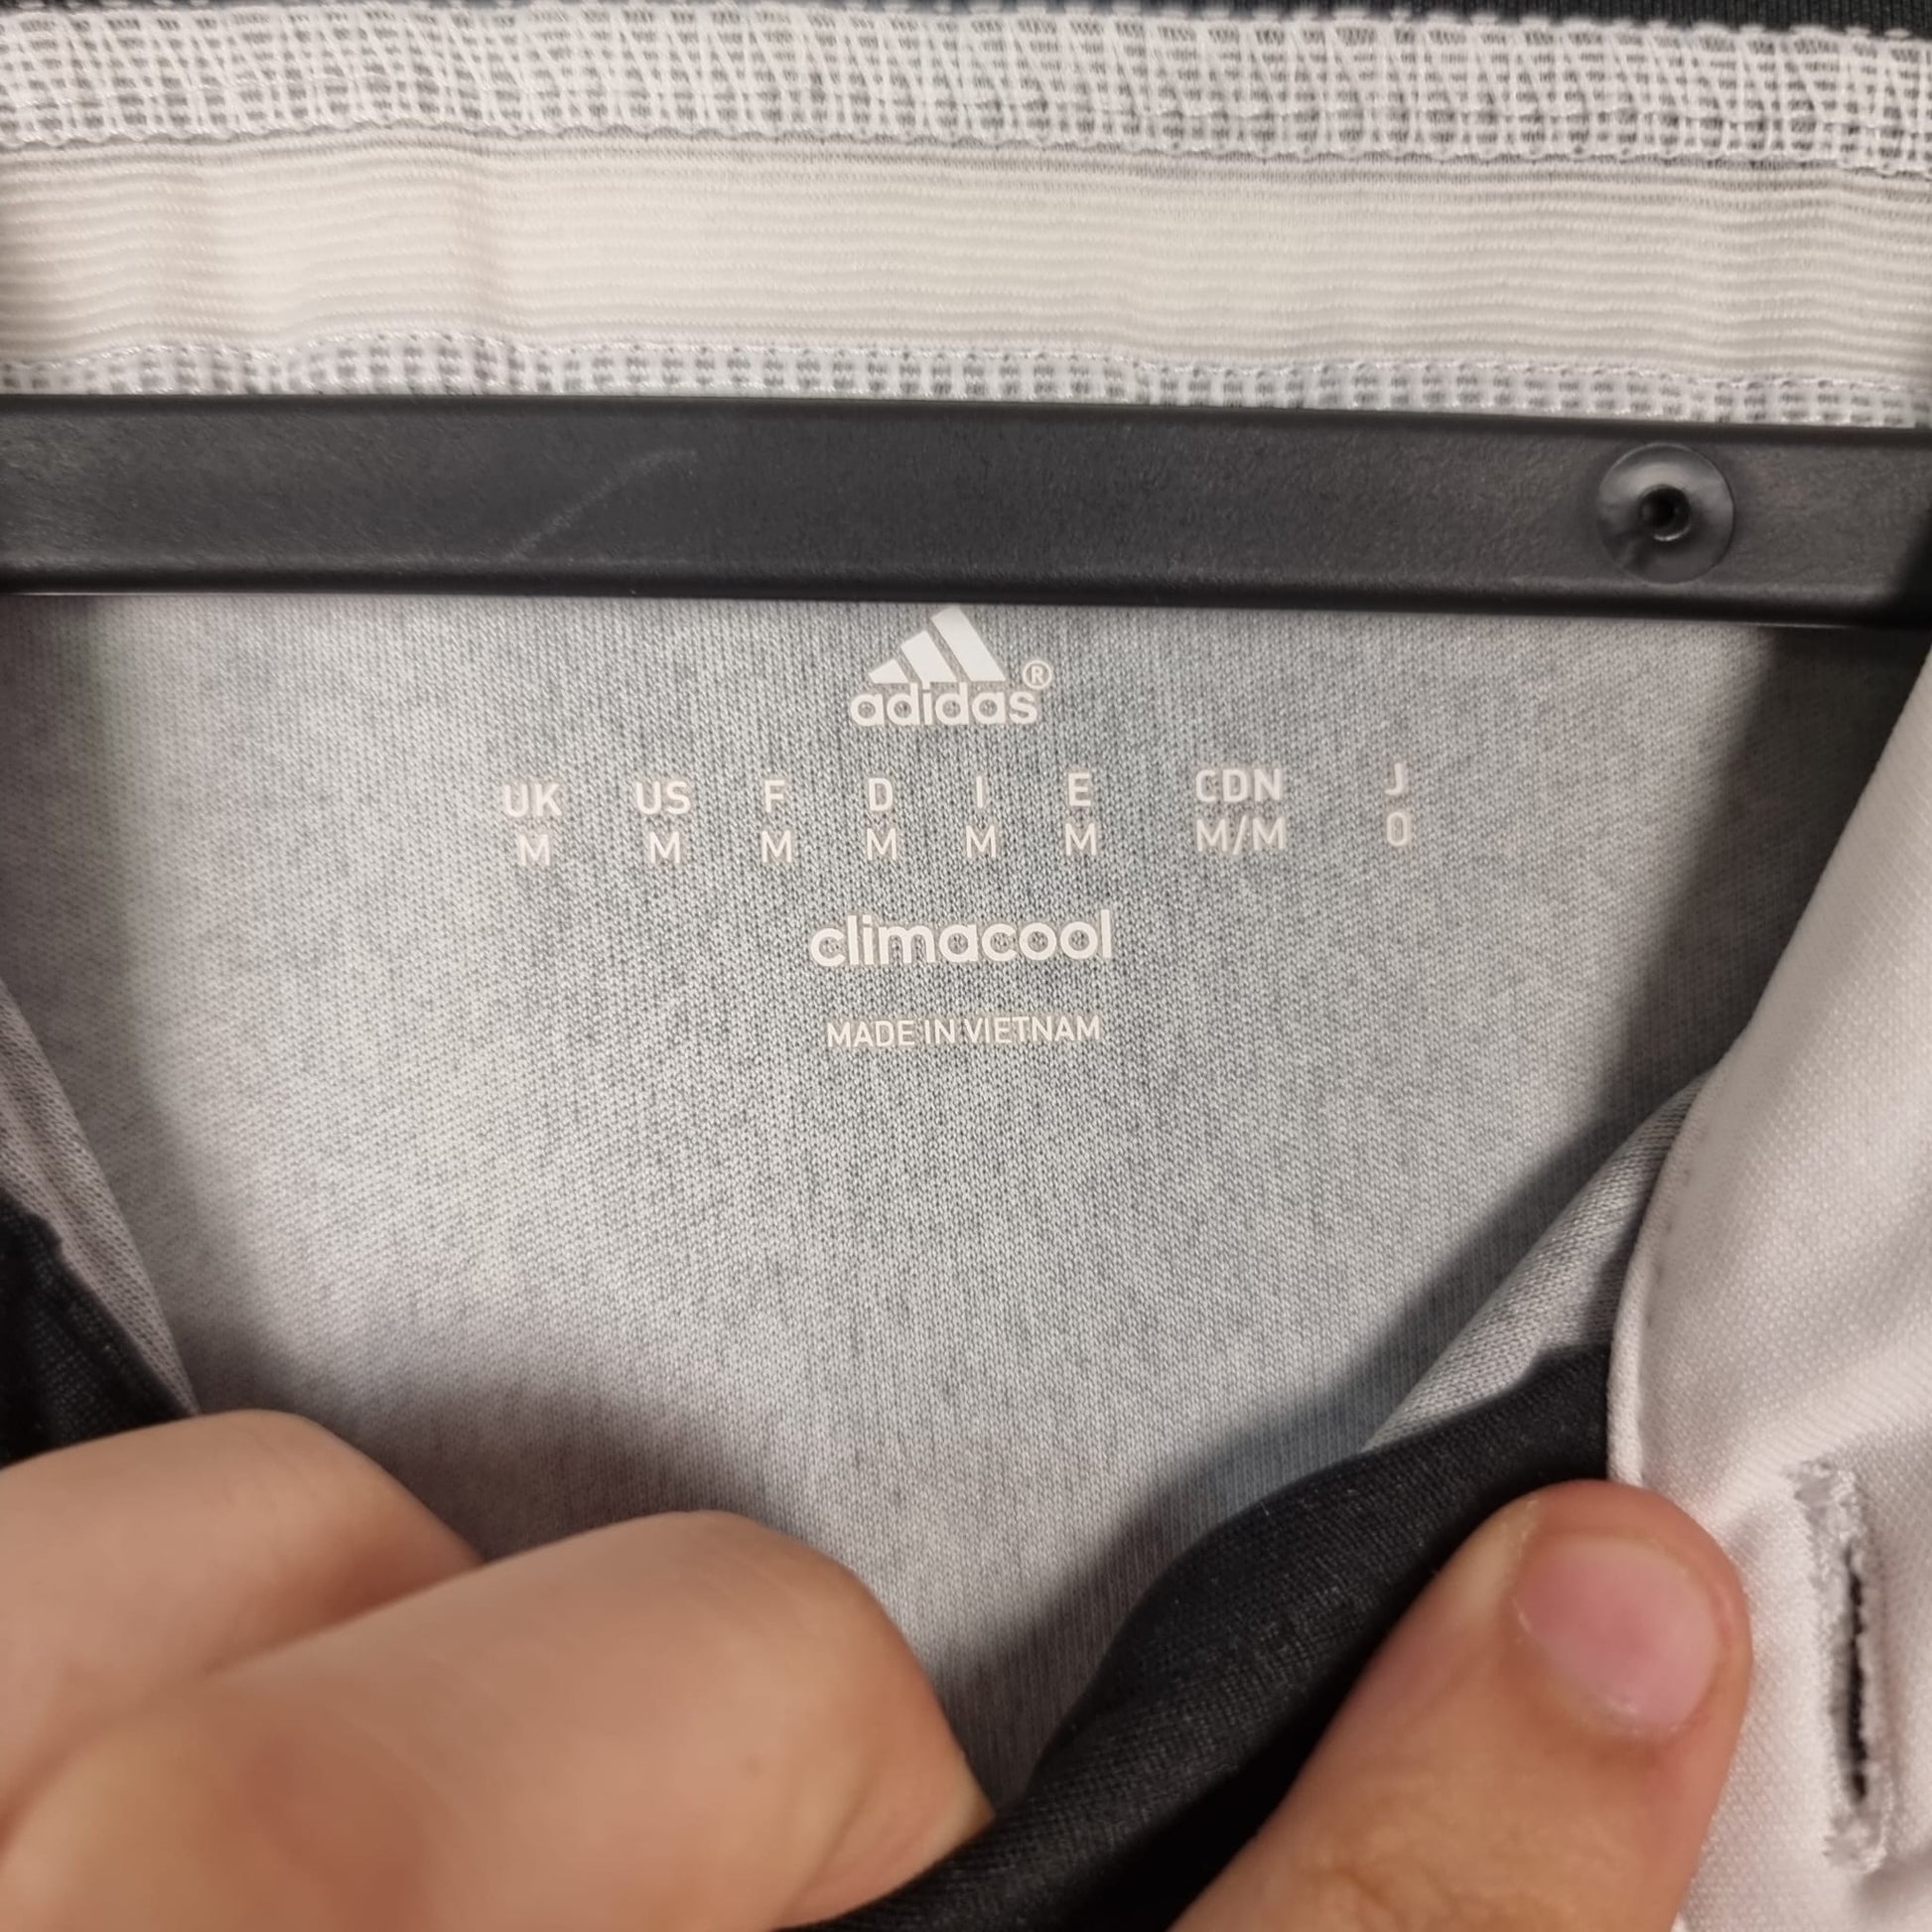 adidas®
UK US F D I E CDN J
M M M M M M M/M O
climacool
MADE IN VIETNAM